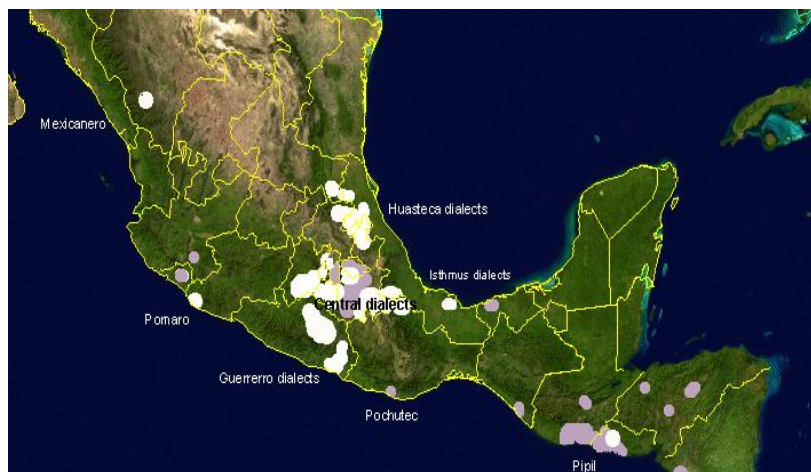 Mexicanero
Huasteca dialects
Isthmus dialects
Central dialects
Pomaro
Guerrerro dialects
Pochutec
Pipil